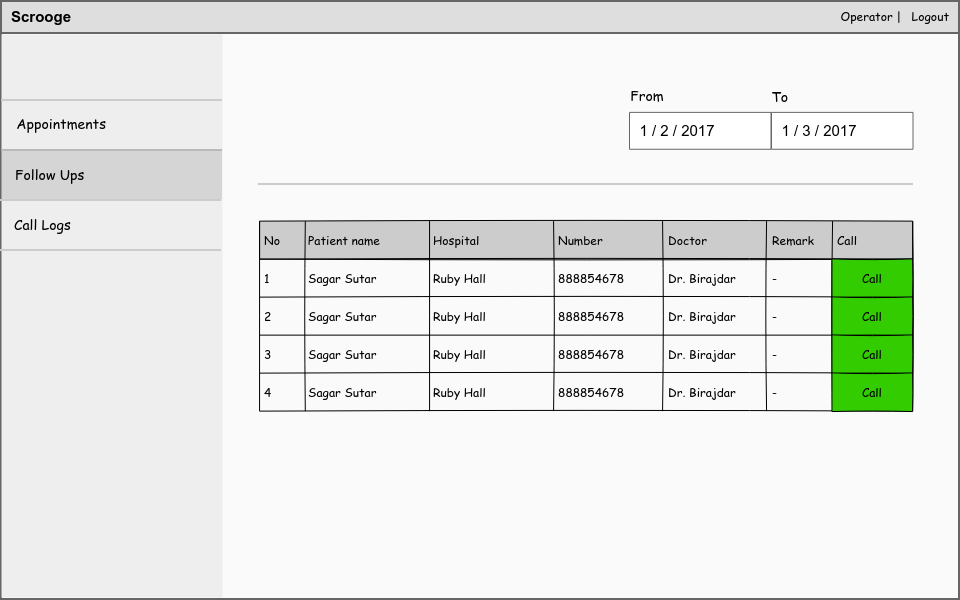 Scrooge
Operator | Logout
Appointments
Follow Ups
Call Logs
From To
1 / 2 / 2017 1 / 3 / 2017
No Patient name Hospital Number Doctor Remark Call
1 Sagar Sutar Ruby Hall 888854678 Dr. Birajdar - Call
2 Sagar Sutar Ruby Hall 888854678 Dr. Birajdar - Call
3 Sagar Sutar Ruby Hall 888854678 Dr. Birajdar - Call
4 Sagar Sutar Ruby Hall 888854678 Dr. Birajdar - Call